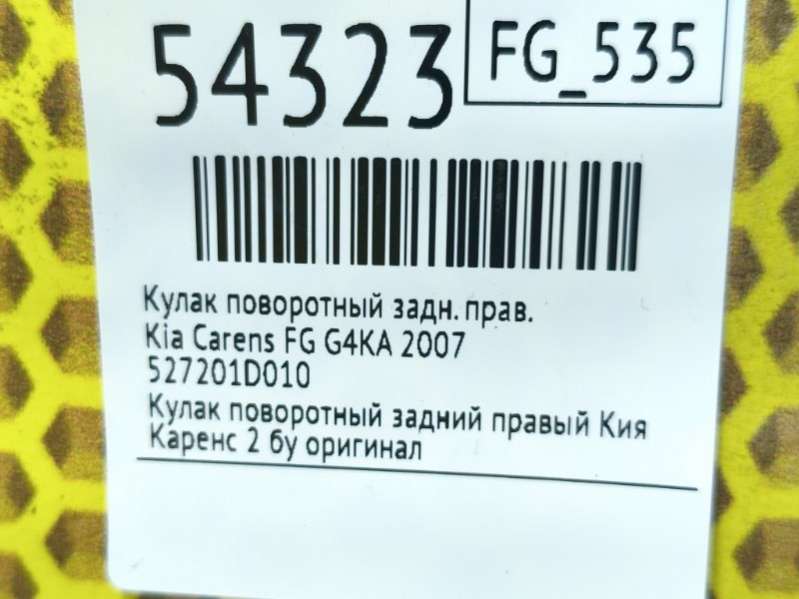 54323
FG_535
Кулак поворотный задн. прав.
Kia Carens FG G4KA 2007
527201D010
Кулак поворотный задний правый Кия
Каренс 2 бу оригинал